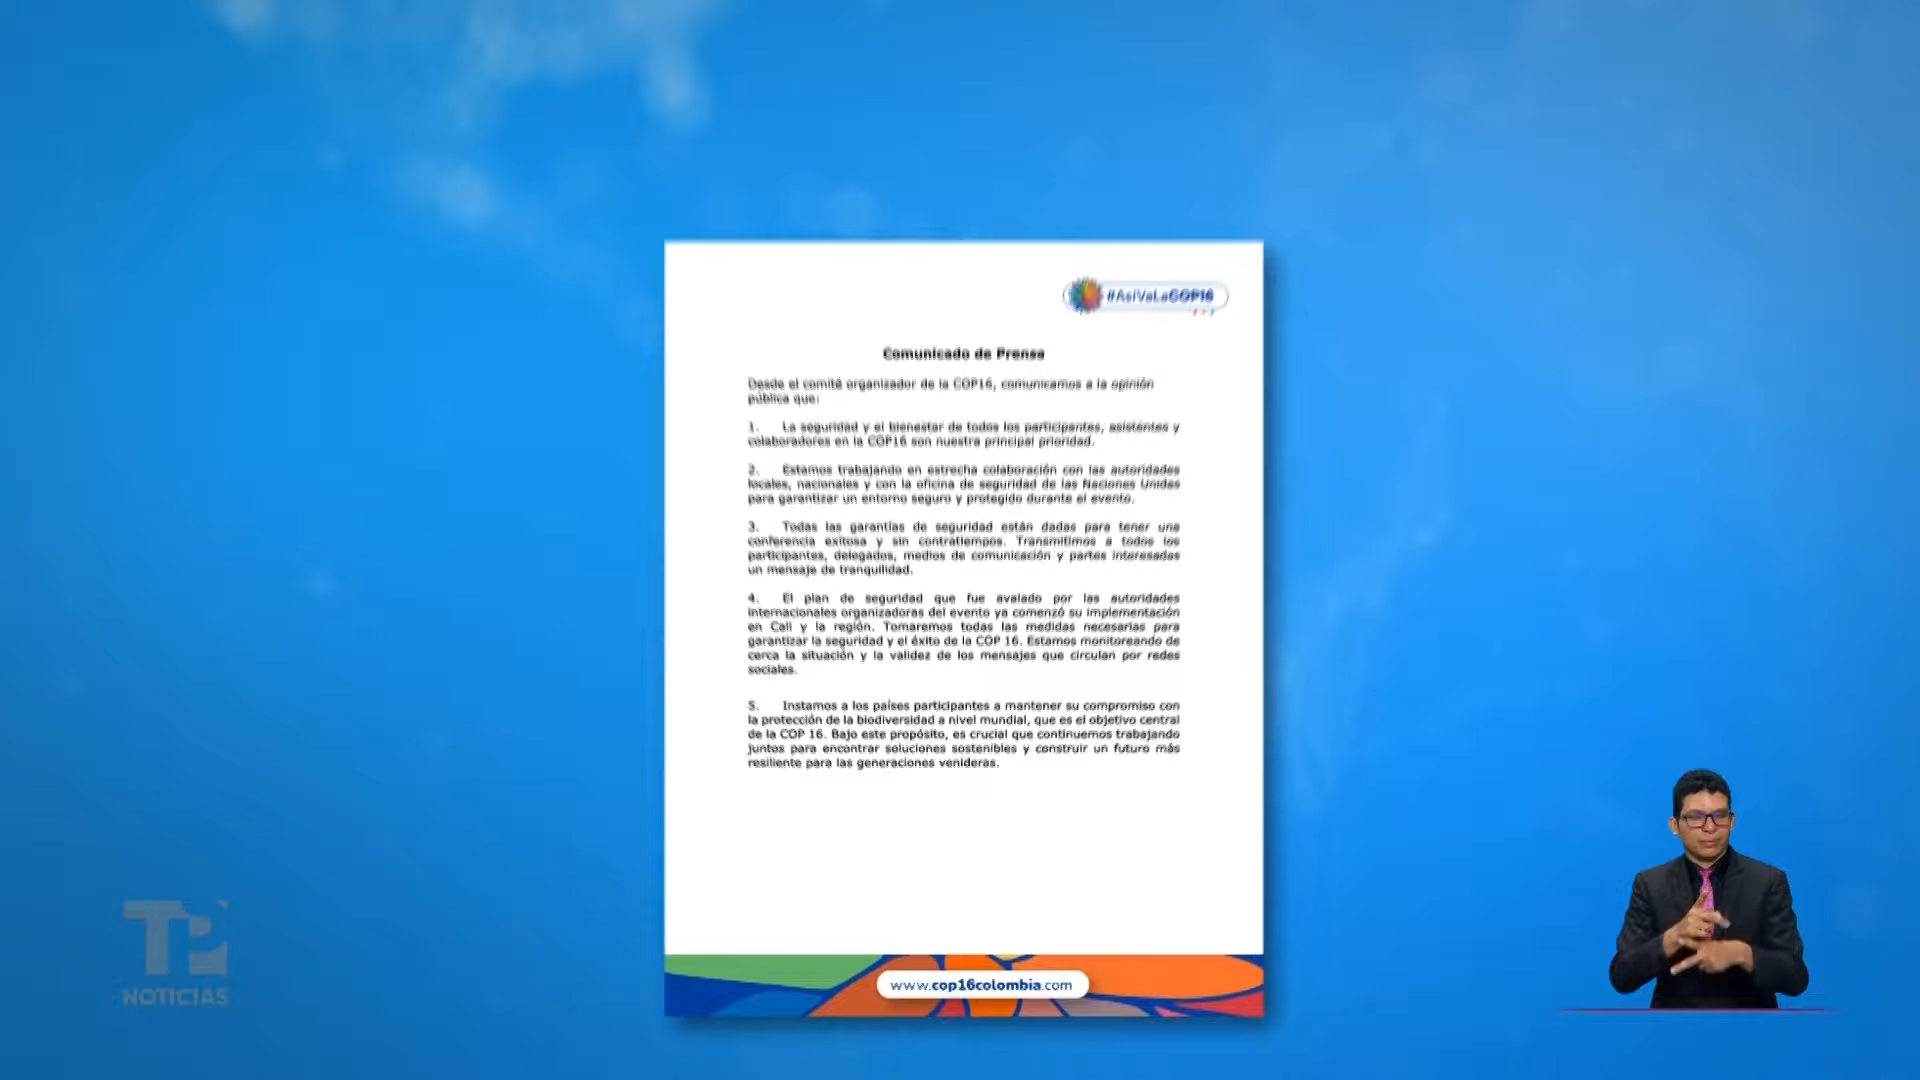 #AsíVaLaCOP16
Comunicado de Prensa
Desde el comité organizador de la COP16, comunicamos a la opinión
pública que:
1. La seguridad y el bienestar de todos los participantes, asistentes y
colaboradores en la COP16 son nuestra principal prioridad.
2. Estamos trabajando en estrecha colaboración con las autoridades
locales, nacionales y con la oficina de seguridad de las Naciones Unidas
para garantizar un entorno seguro y protegido durante el evento.
3. Todas las garantías de seguridad están dadas para tener una
conferencia exitosa y sin contratiempos. Transmitimos a todos los
participantes, delegados, medios de comunicación y partes interesadas
un mensaje de tranquilidad.
4. El plan de seguridad que fue avalado por las autoridades
internacionales organizadoras del evento ya comenzó su implementación
en Cali y la región. Tomaremos todas las medidas necesarias para
garantizar la seguridad y el éxito de la COP 16. Estamos monitoreando de
cerca la situación y la validez de los mensajes que circulan por redes
sociales.
5. Instamos a los países participantes a mantener su compromiso con
la protección de la biodiversidad a nivel mundial, que es el objetivo central
de la COP 16. Bajo este propósito, es crucial que continuemos trabajando
juntos para encontrar soluciones sostenibles y construir un futuro más
resiliente para las generaciones venideras.
www.cop16colombia.com
NOTICIAS